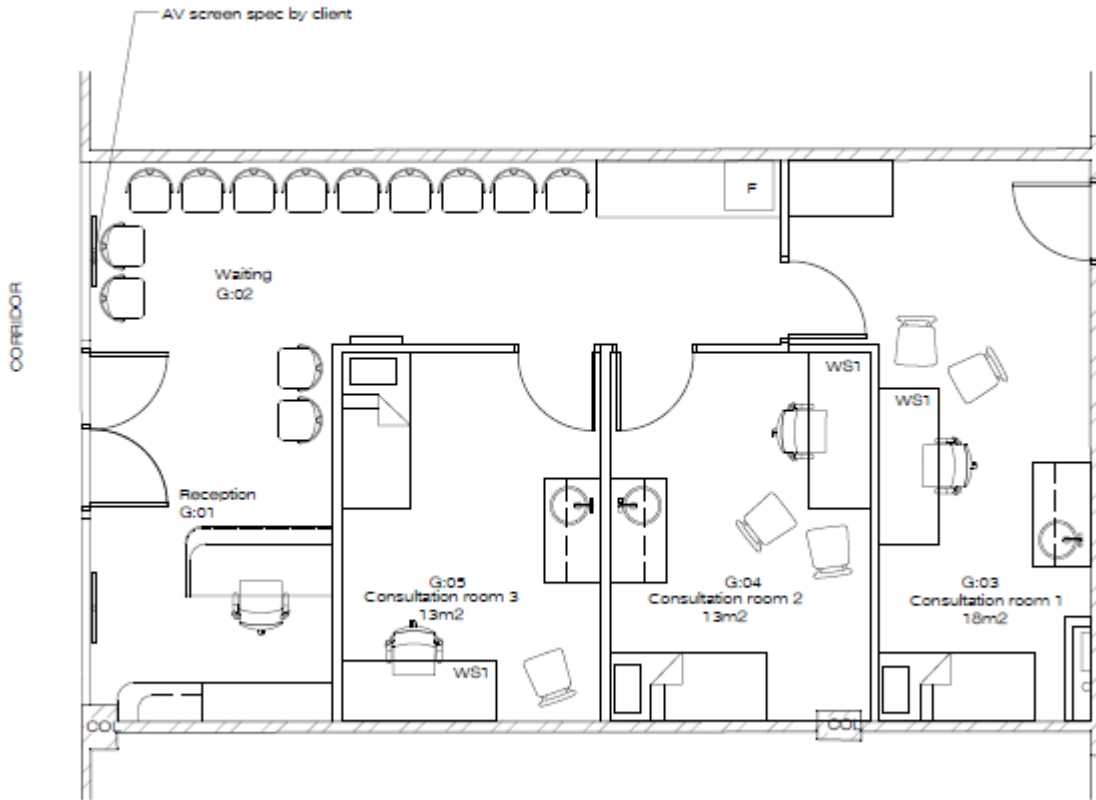 AV screen spec by client
F
CORRIDOR
Waiting
G:02
WS1
WS1
Reception
G:01
G:05
Consultation room 3
13m2
G:04
Consultation room 2
13m2
G:03
Consultation room 1
18m2
WS1
COL
COL